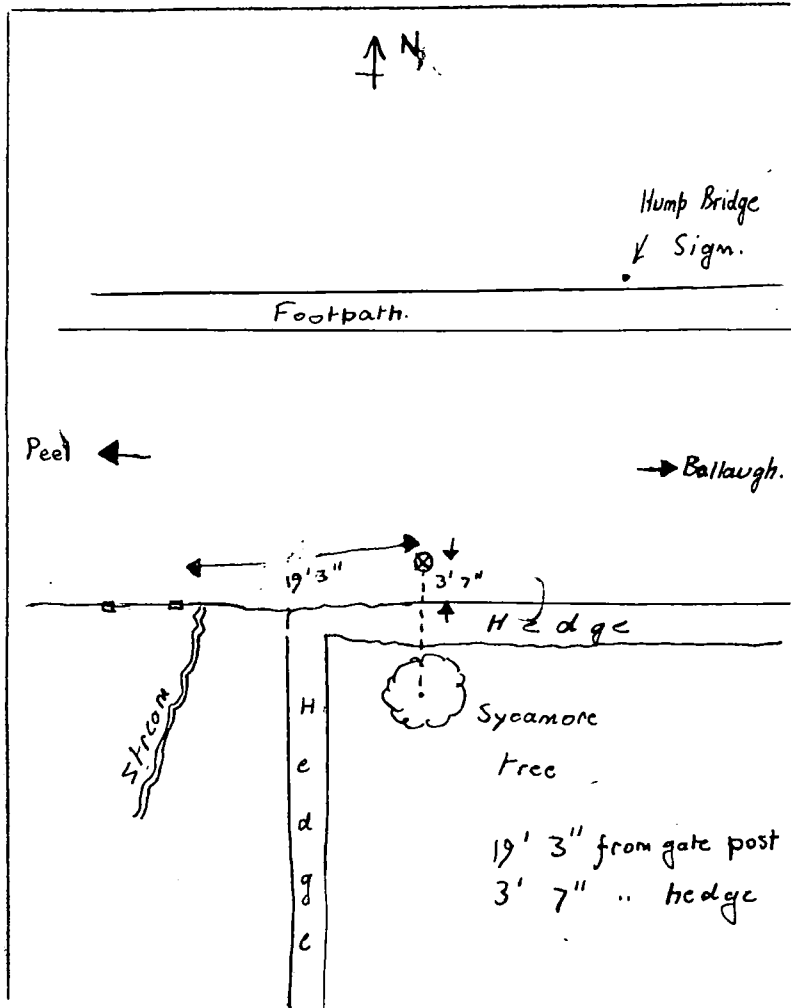 N
Hump Bridge
Sign.
Footpath.
Peel
Ballaugh.
19' 3"
3' 7"
Hedge
Stream
Hedge
Sycamore
tree
19' 3" from gate post
3' 7" " hedge